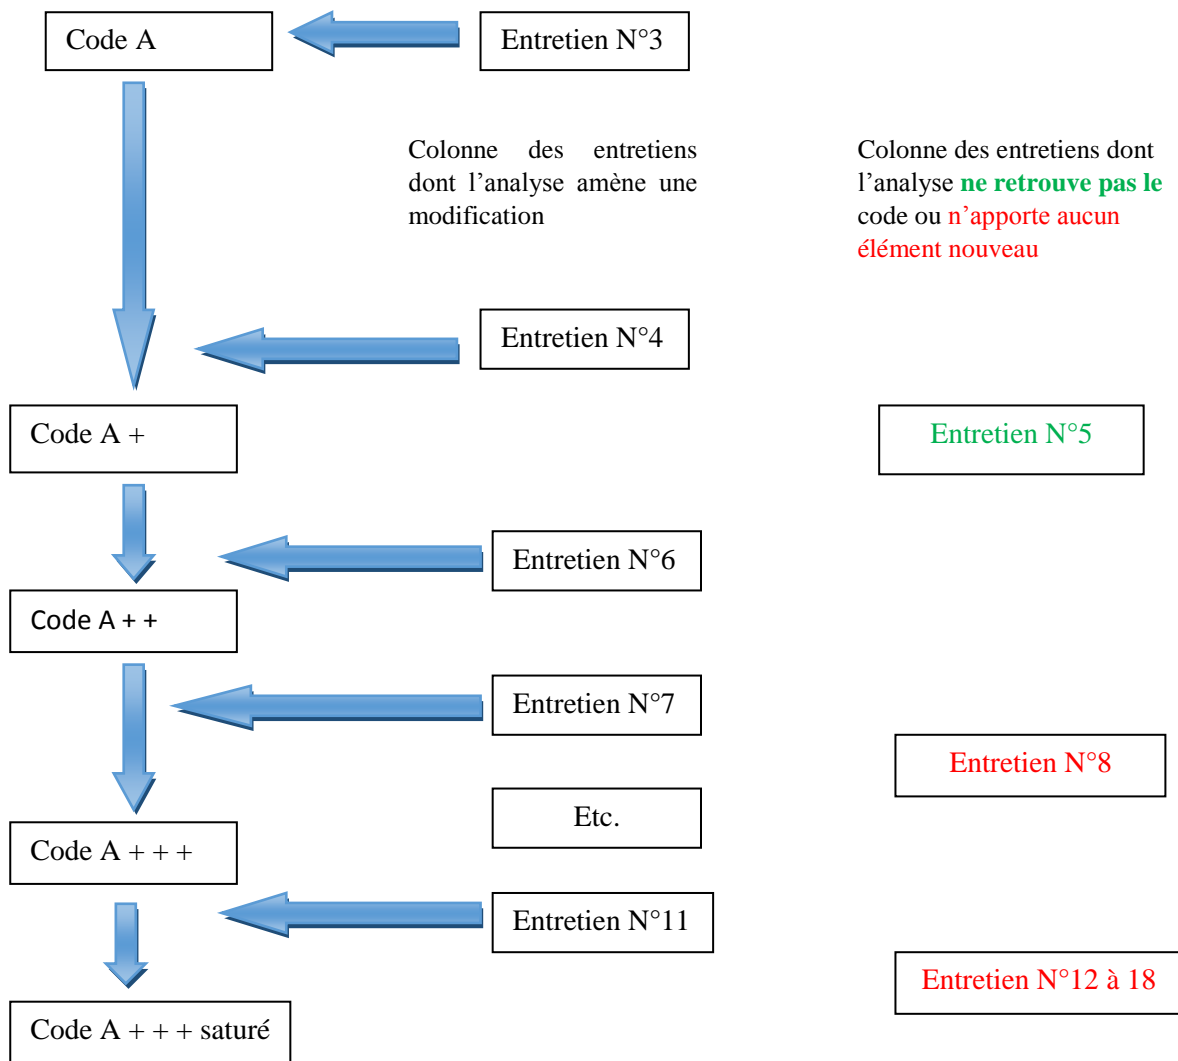 Code A
Entretien N°3
Colonne des entretiens
dont l'analyse amène une
modification
Colonne des entretiens dont
l'analyse ne retrouve pas le
code ou n'apporte aucun
élément nouveau
Entretien N°4
Code A +
Entretien N°5
Entretien N°6
Code A + +
Entretien N°7
Entretien N°8
Etc.
Code A + + +
Entretien N°11
Entretien N°12 à 18
Code A + + + saturé